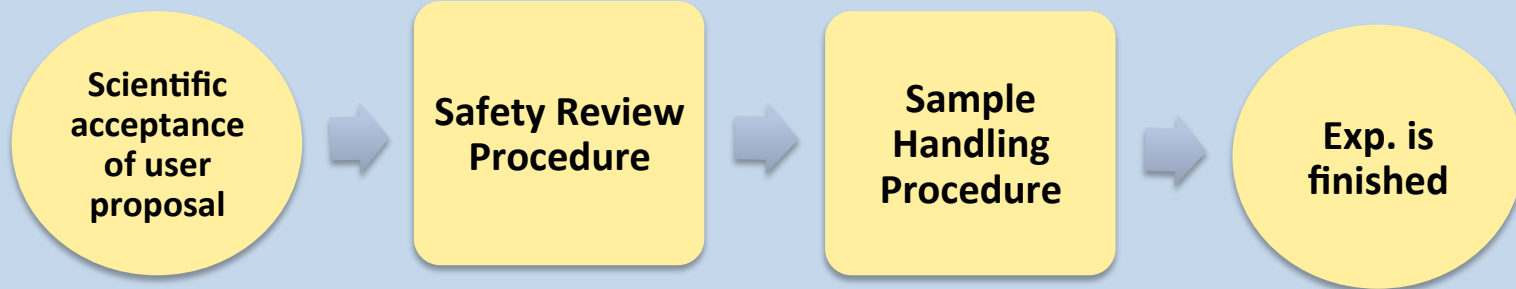 Scientific
acceptance
of user
proposal
Safety Review
Procedure
Sample
Handling
Procedure
Exp. is
finished